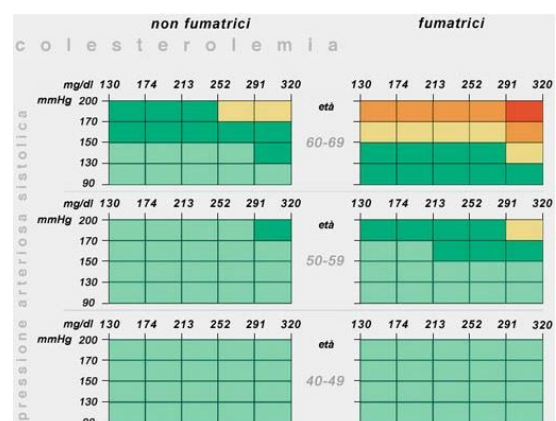 non fumatrici fumatrici
colesterolemia
mg/dl 130 174 213 252 291 320 130 174 213 252 291 320
mmHg 200 età
170
150 60-69
130
90
mg/dl 130 174 213 252 291 320 130 174 213 252 291 320
mmHg 200 età
170
150 50-59
130
90
mg/dl 130 174 213 252 291 320 130 174 213 252 291 320
mmHg 200 età
170
150 40-49
130
90
pressione arteriosa sistolica